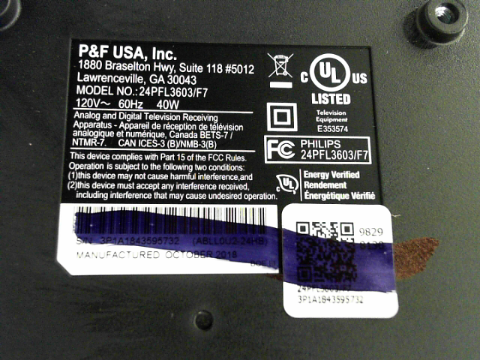 P&F USA, Inc.
1880 Braselton Hwy, Suite 118 #5012
Lawrenceville, GA 30043
MODEL NO.: 24PFL3603/F7
120V～ 60Hz 40W
Analog and Digital Television Receiving
Apparatus - Appareil de réception de télévision
analogique et numérique, Canada BETS-7 /
NTMR-7. CAN ICES-3 (B)/NMB-3(B)
This device complies with Part 15 of the FCC Rules.
Operation is subject to the following two conditions:
(1)this device may not cause harmful interference,and
(2)this device must accept any interference received,
including interference that may cause undesired operation.
C UL US
LISTED
Television
Equipment
E353574
FC PHILIPS
24PFL3603/F7
UL Energy Verified
Rendement
Énergétique Vérifié
S/N: 3P1A1843595732
MANUFACTURED OCTOBER 2018
9829
24PFL3603/F7
3P1A1843595732